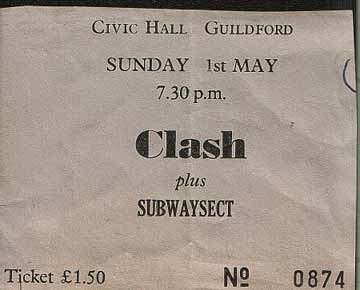 CIVIC HALL GUILDFORD
SUNDAY 1ST MAY
7.30 p.m.
Clash
plus
SUBWAYSECT
Ticket £1.50 Nº 0874